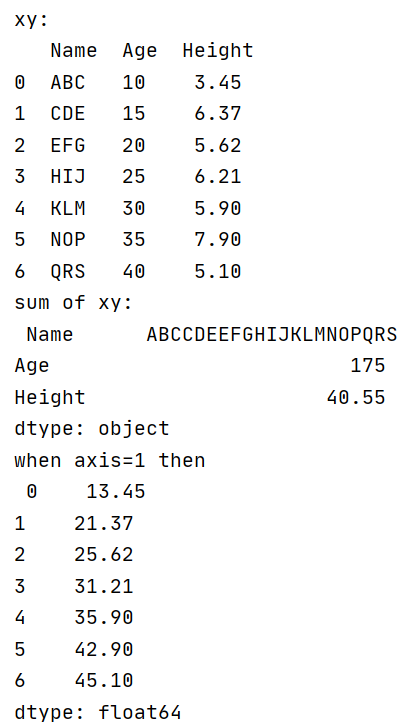 xy:
   Name  Age  Height
0  ABC   10    3.45
1  CDE   15    6.37
2  EFG   20    5.62
3  HIJ   25    6.21
4  KLM   30    5.90
5  NOP   35    7.90
6  QRS   40    5.10
sum of xy:
 Name      ABCCDEEFGHIJKLMNOPQRS
Age                         175
Height                    40.55
dtype: object
when axis=1 then
 0    13.45
1    21.37
2    25.62
3    31.21
4    35.90
5    42.90
6    45.10
dtype: float64